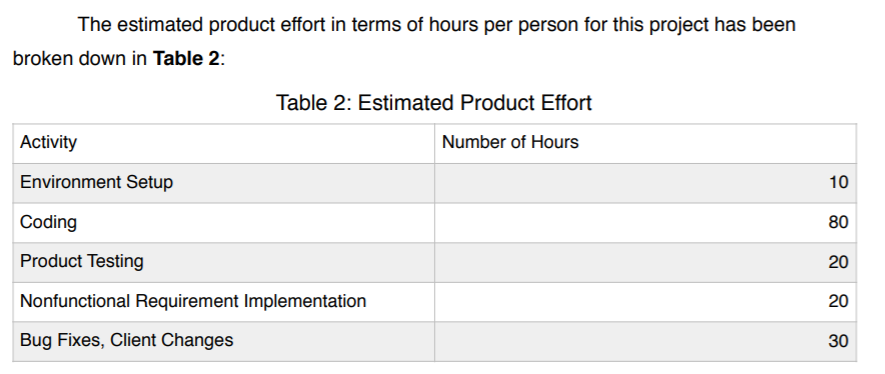 The estimated product effort in terms of hours per person for this project has been
broken down in Table 2:
Table 2: Estimated Product Effort
Activity Number of Hours
Environment Setup 10
Coding 80
Product Testing 20
Nonfunctional Requirement Implementation 20
Bug Fixes, Client Changes 30